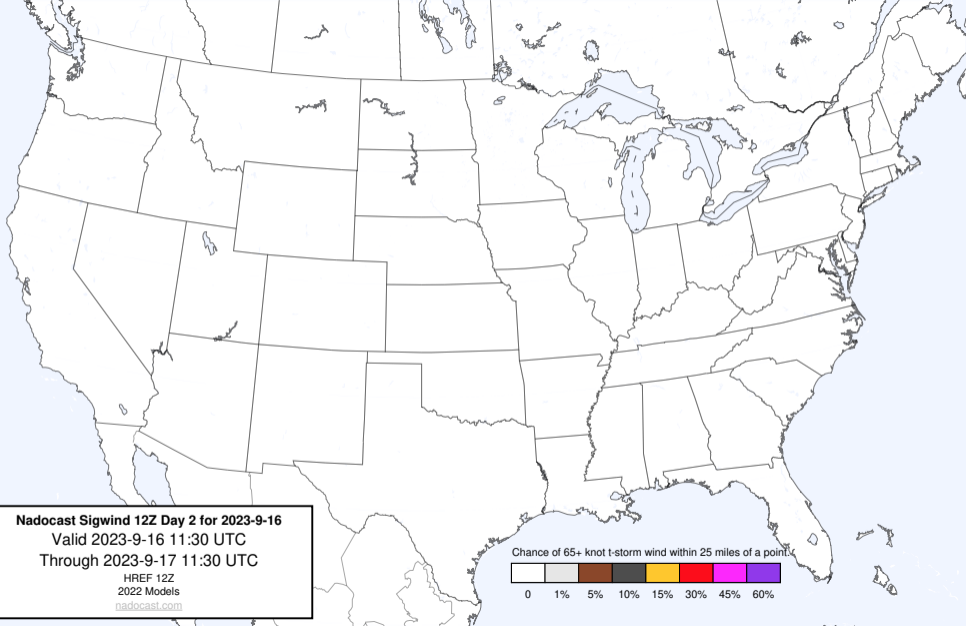 Nadocast Sigwind 12Z Day 2 for 2023-9-16
Valid 2023-9-16 11:30 UTC
Through 2023-9-17 11:30 UTC
HREF 12Z
2022 Models
nadocast.com
Chance of 65+ knot t-storm wind within 25 miles of a point.
0 1% 5% 10% 15% 30% 45% 60%